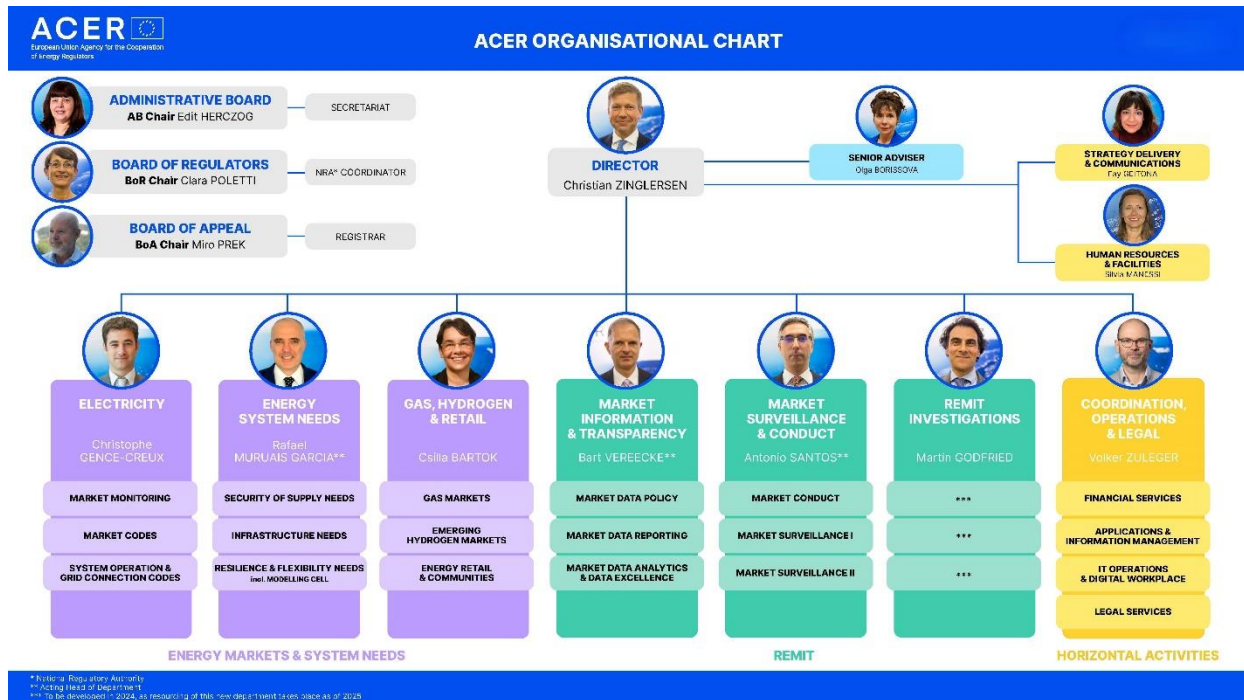 ACER
European Union Agency for the Cooperation
of Energy Regulators
ACER ORGANISATIONAL CHART
ADMINISTRATIVE BOARD
AB Chair Edit HERCZOG
SECRETARIAT
BOARD OF REGULATORS
BoR Chair Clara POLETTI
NRA* COORDINATOR
BOARD OF APPEAL
BoA Chair Miro PREK
REGISTRAR
DIRECTOR
Christian ZINGLERSEN
SENIOR ADVISER
Olga BORISSOVA
STRATEGY DELIVERY
& COMMUNICATIONS
Fay GEITONA
HUMAN RESOURCES
& FACILITIES
Silvia MANESSI
ELECTRICITY
Christophe
GENCE-CREUX
MARKET MONITORING
MARKET CODES
SYSTEM OPERATION &
GRID CONNECTION CODES
ENERGY
SYSTEM NEEDS
Rafael
MURUAIS GARCIA**
SECURITY OF SUPPLY NEEDS
INFRASTRUCTURE NEEDS
RESILIENCE & FLEXIBILITY NEEDS
incl. MODELLING CELL
GAS, HYDROGEN
& RETAIL
Csilla BARTOK
GAS MARKETS
EMERGING
HYDROGEN MARKETS
ENERGY RETAIL
& COMMUNITIES
MARKET
INFORMATION
& TRANSPARENCY
Bart VEREECKE**
MARKET DATA POLICY
MARKET DATA REPORTING
MARKET DATA ANALYTICS
& DATA EXCELLENCE
MARKET
SURVEILLANCE
& CONDUCT
Antonio SANTOS**
MARKET CONDUCT
MARKET SURVEILLANCE I
MARKET SURVEILLANCE II
REMIT
INVESTIGATIONS
Martin GODFRIED
***
***
***
COORDINATION,
OPERATIONS
& LEGAL
Volker ZULEGER
FINANCIAL SERVICES
APPLICATIONS &
INFORMATION MANAGEMENT
IT OPERATIONS
& DIGITAL WORKPLACE
LEGAL SERVICES
ENERGY MARKETS & SYSTEM NEEDS
REMIT
HORIZONTAL ACTIVITIES
* National Regulatory Authority
** Acting Head of Department
*** To be developed in 2024, as resourcing of this new department takes place as of 2025